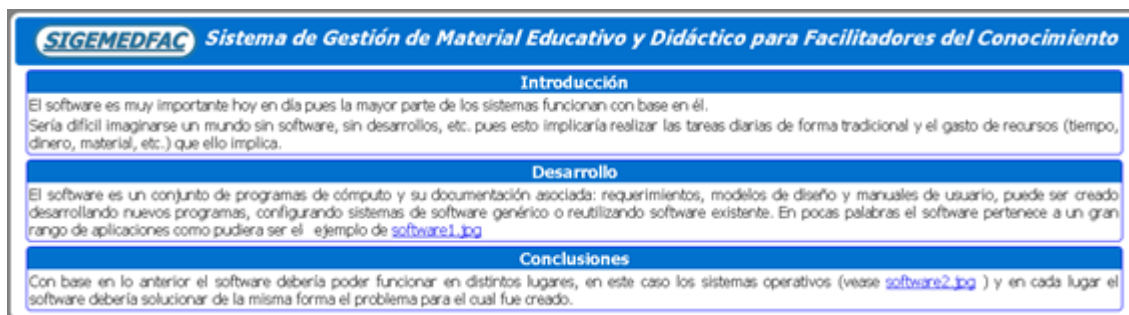 SIGEMEDFAC Sistema de Gestión de Material Educativo y Didáctico para Facilitadores del Conocimiento
Introducción
El software es muy importante hoy en día pues la mayor parte de los sistemas funcionan con base en él.
Sería difícil imaginarse un mundo sin software, sin desarrollos, etc. pues esto implicaría realizar las tareas diarias de forma tradicional y el gasto de recursos (tiempo,
dinero, material, etc.) que ello implica.
Desarrollo
El software es un conjunto de programas de cómputo y su documentación asociada: requerimientos, modelos de diseño y manuales de usuario, puede ser creado
desarrollando nuevos programas, configurando sistemas de software genérico o reutilizando software existente. En pocas palabras el software pertenece a un gran
rango de aplicaciones como pudiera ser el ejemplo de software1.jpg
Conclusiones
Con base en lo anterior el software debería poder funcionar en distintos lugares, en este caso los sistemas operativos (vease software2.jpg ) y en cada lugar el
software debería solucionar de la misma forma el problema para el cual fue creado.